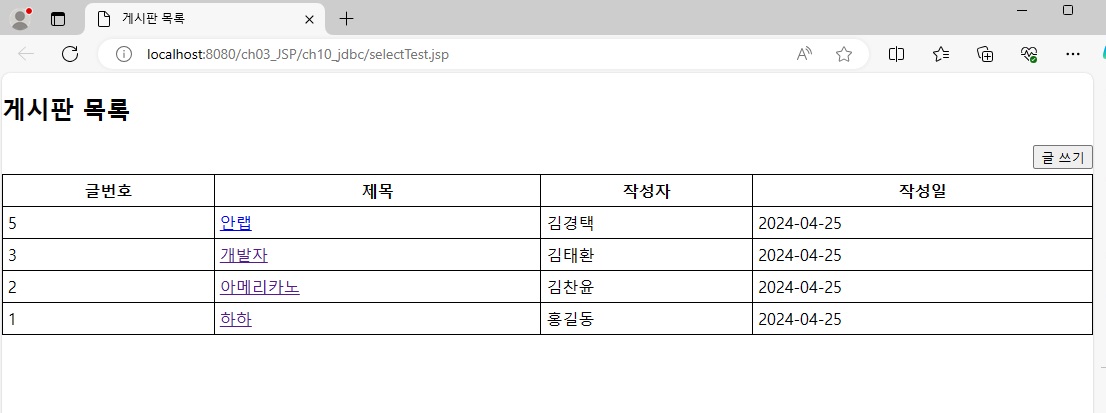 게시판 목록
localhost:8080/ch03_JSP/ch10_jdbc/selectTest.jsp
게시판 목록
글 쓰기
글번호 제목 작성자 작성일
5 안랩 김경택 2024-04-25
3 개발자 김태환 2024-04-25
2 아메리카노 김찬윤 2024-04-25
1 하하 홍길동 2024-04-25